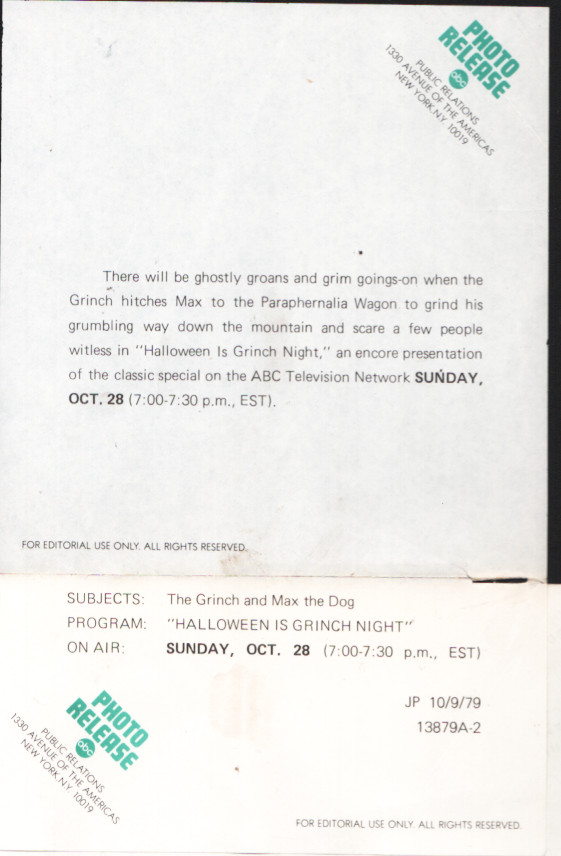 PHOTO
RELEASE
abc
PUBLIC RELATIONS
1330 AVENUE OF THE AMERICAS
NEW YORK, N.Y. 10019
There will be ghostly groans and grim goings-on when the
Grinch hitches Max to the Paraphernalia Wagon to grind his
grumbling way down the mountain and scare a few people
witless in "Halloween Is Grinch Night," an encore presentation
of the classic special on the ABC Television Network SUNDAY,
OCT. 28 (7:00-7:30 p.m., EST).
FOR EDITORIAL USE ONLY. ALL RIGHTS RESERVED.
SUBJECTS: The Grinch and Max the Dog
PROGRAM: "HALLOWEEN IS GRINCH NIGHT"
ON AIR: SUNDAY, OCT. 28 (7:00-7:30 p.m., EST)
JP 10/9/79
13879A-2
PHOTO
RELEASE
abc
PUBLIC RELATIONS
1330 AVENUE OF THE AMERICAS
NEW YORK, N.Y. 10019
FOR EDITORIAL USE ONLY. ALL RIGHTS RESERVED.